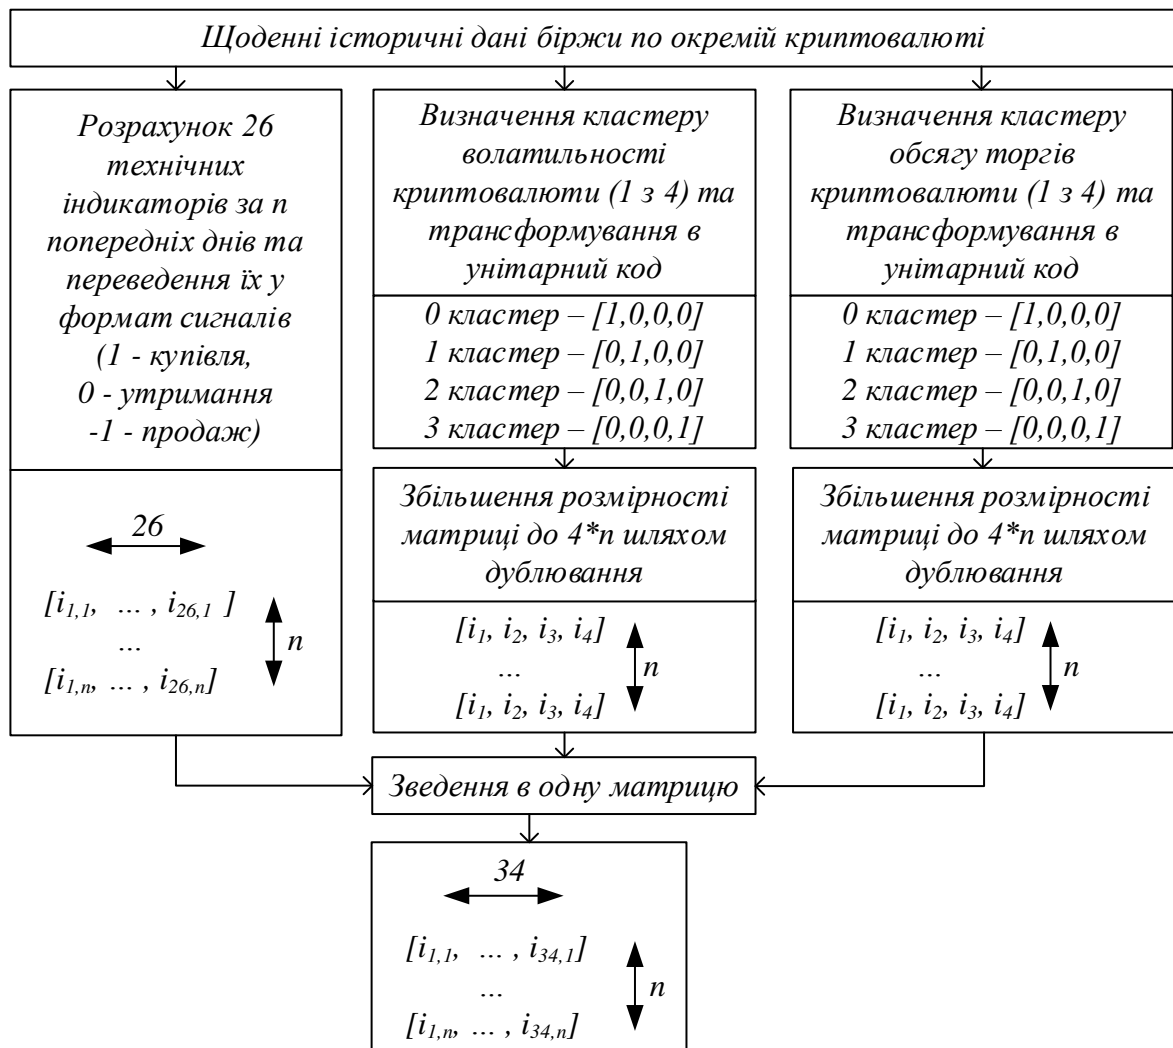 Щоденні історичні дані біржи по окремій криптовалюті
Розрахунок 26
технічних
індикаторів за n
попередніх днів та
переведення їх у
формат сигналів
(1 - купівля,
0 - утримання
-1 - продаж)
26
[i1,1, ... , i26,1 ]
...
[i1,n, ... , i26,n]
n
Визначення кластеру
волатильності
криптовалюти (1 з 4) та
трансформування в
унітарний код
0 кластер – [1,0,0,0]
1 кластер – [0,1,0,0]
2 кластер – [0,0,1,0]
3 кластер – [0,0,0,1]
Збільшення розмірності
матриці до 4*n шляхом
дублювання
[i1, i2, i3, i4]
...
[i1, i2, i3, i4]
n
Визначення кластеру
обсягу торгів
криптовалюти (1 з 4) та
трансформування в
унітарний код
0 кластер – [1,0,0,0]
1 кластер – [0,1,0,0]
2 кластер – [0,0,1,0]
3 кластер – [0,0,0,1]
Збільшення розмірності
матриці до 4*n шляхом
дублювання
[i1, i2, i3, i4]
...
[i1, i2, i3, i4]
n
Зведення в одну матрицю
34
[i1,1, ... , i34,1]
...
[i1,n, ... , i34,n]
n